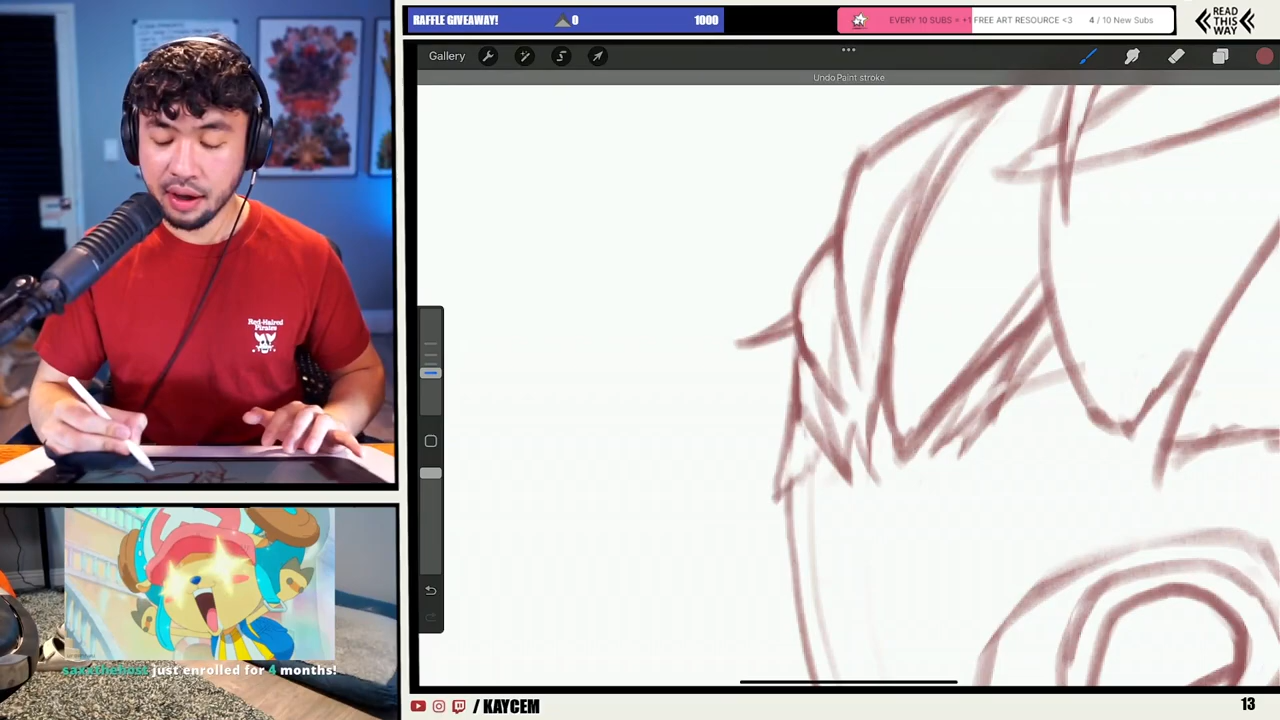 RAFFLE GIVEAWAY!
0
1000
EVERY 10 SUBS = +1 FREE ART RESOURCE <3
4 / 10 New Subs
READ
THIS
WAY
Gallery
Undo Paint stroke
Red-Haired
Pirates
just enrolled for 4 months!
/ KAYCEM
13